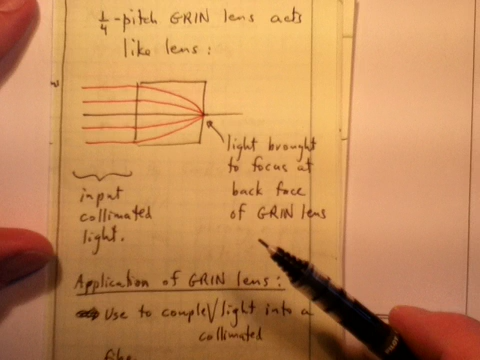 1/4-pitch GRIN lens acts
like lens:
light brought
to focus at
back face
of GRIN lens
input
collimated
light.
Application of GRIN lens:
Use to couple light into a
collimated
fiber